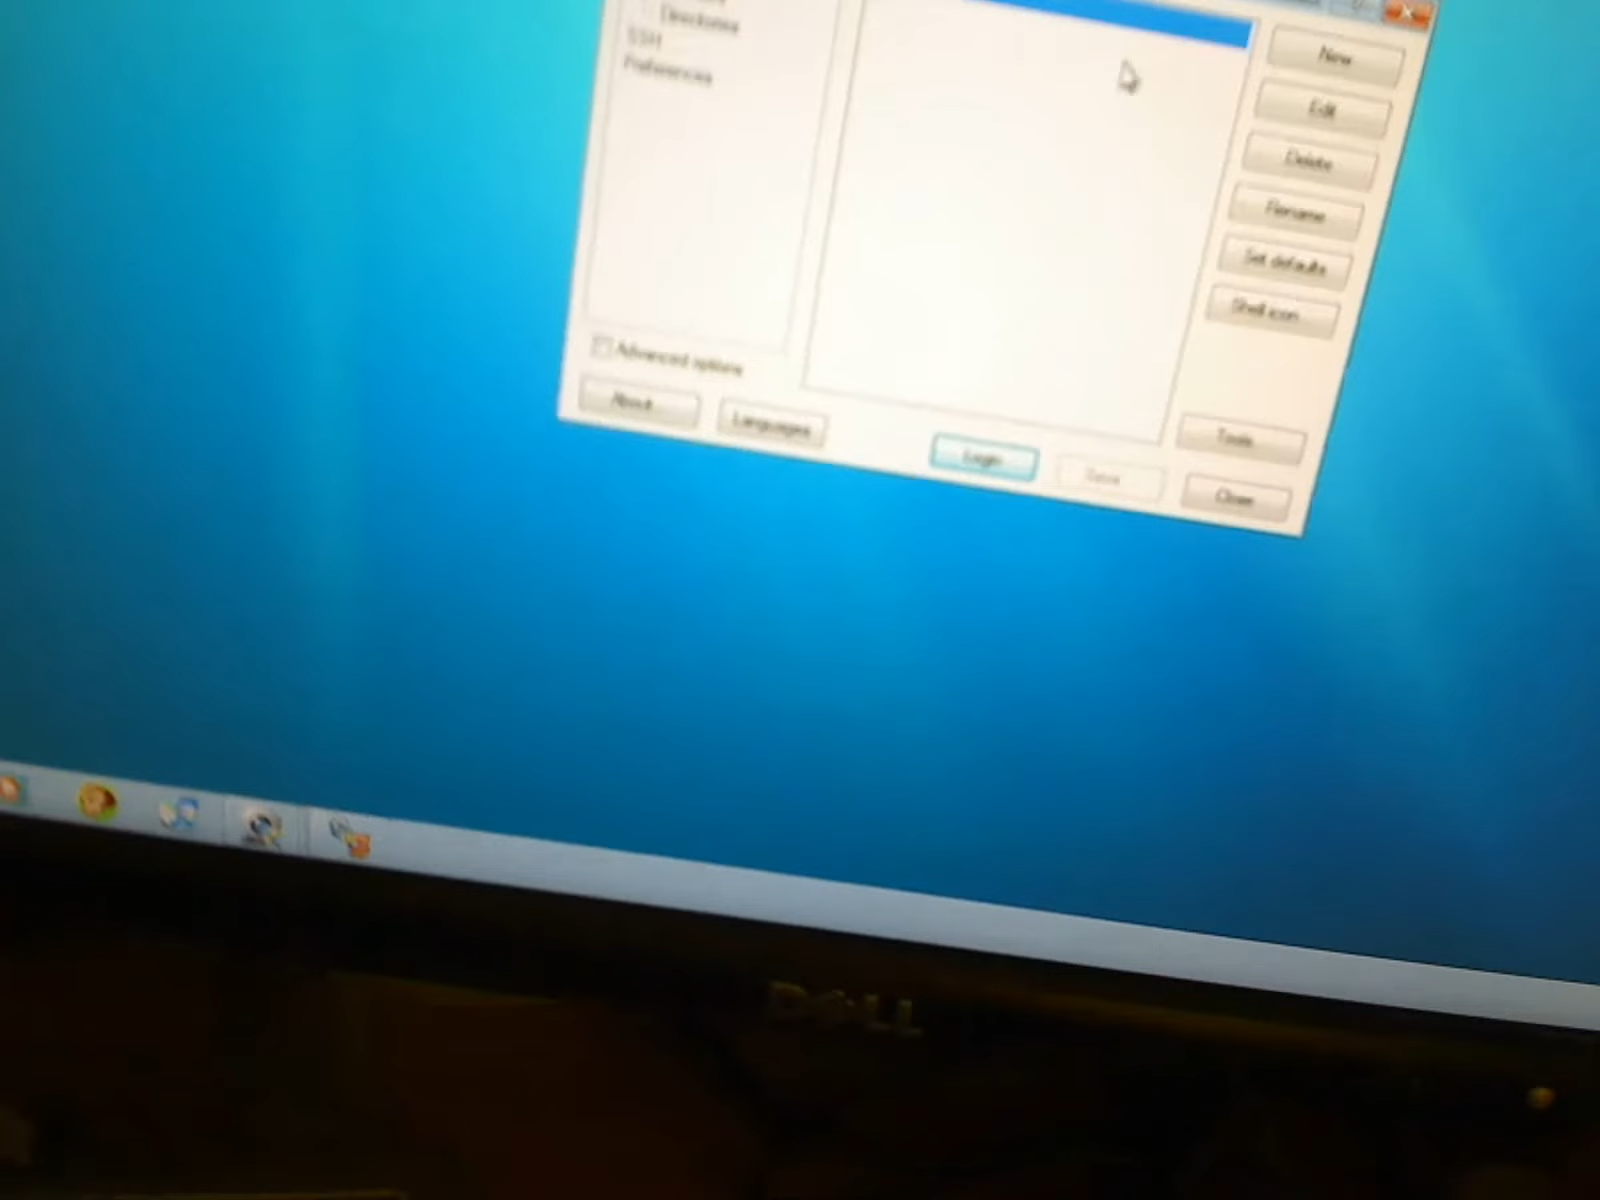 Directories
SSH
Preferences
New
Edit
Delete
Rename
Set defaults
Shell icon
Advanced options
About...
Languages
Login
Save
Tools
Close
DELL